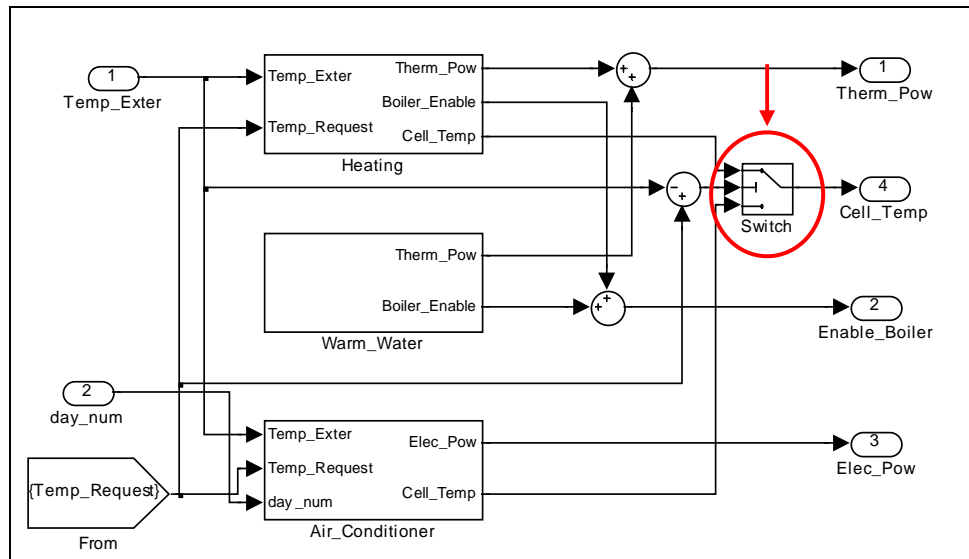 1
Temp_Exter
Temp_Exter
Temp_Request
Therm_Pow
Boiler_Enable
Cell_Temp
Heating
+
+
1
Therm_Pow
-
+
Switch
4
Cell_Temp
Therm_Pow
Boiler_Enable
Warm_Water
+
+
2
Enable_Boiler
2
day_num
Temp_Exter
Temp_Request
day_num
Elec_Pow
Cell_Temp
Air_Conditioner
3
Elec_Pow
{Temp_Request}
From